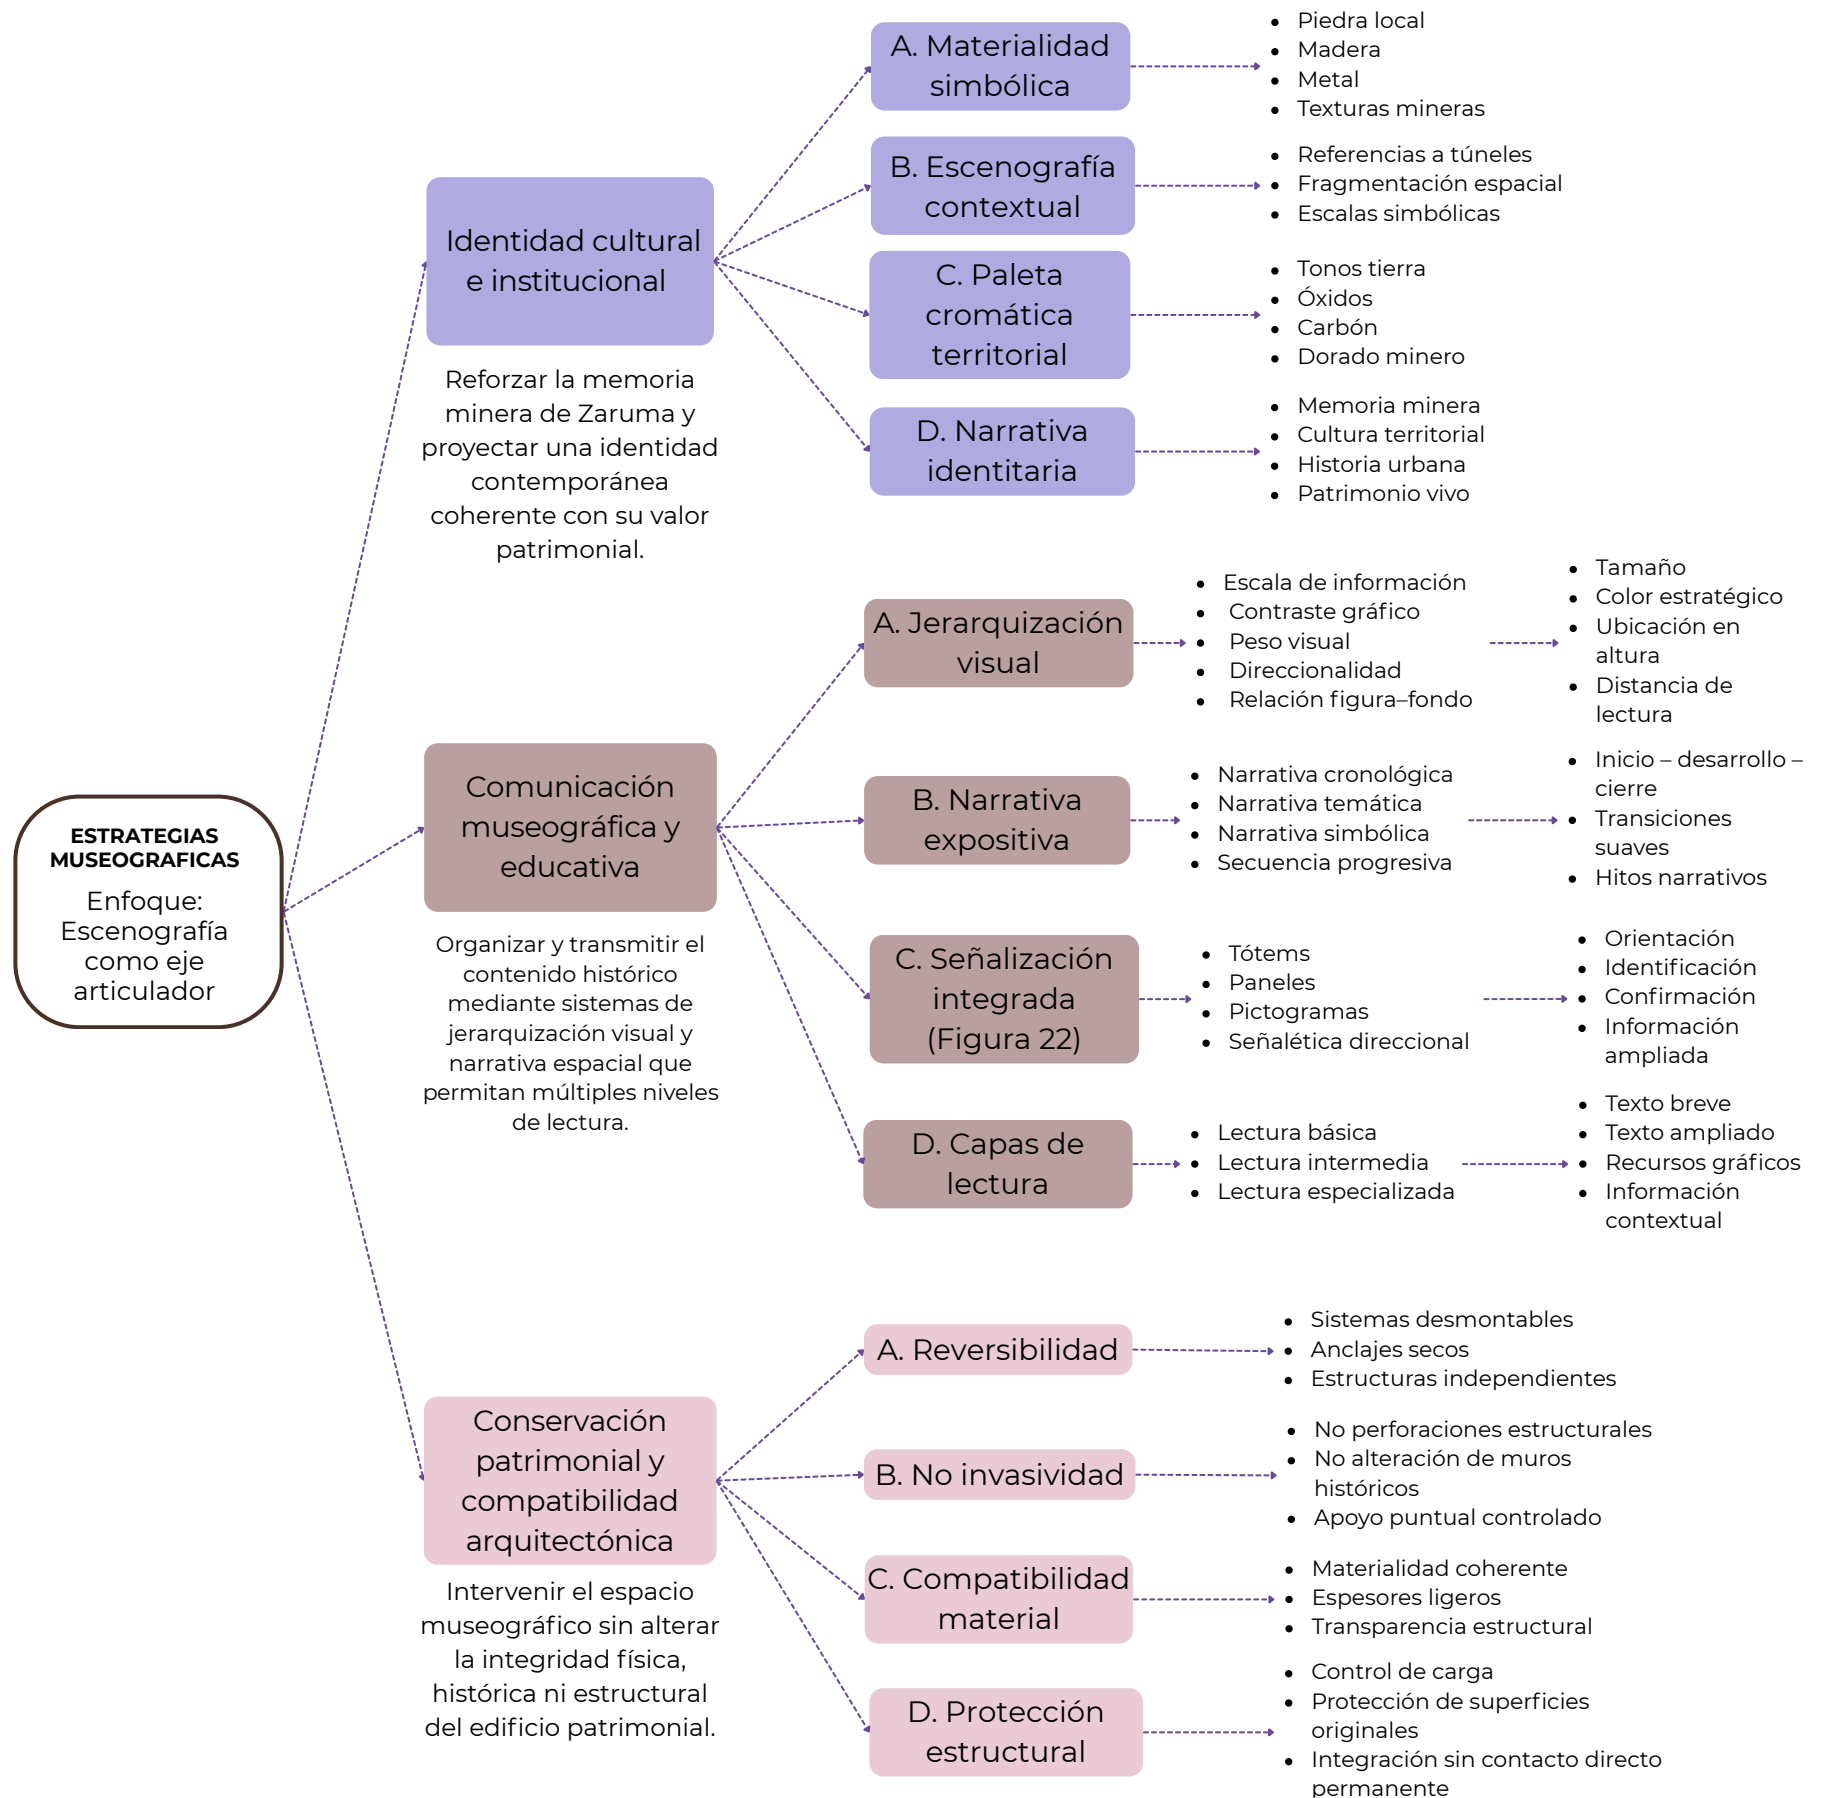 ESTRATEGIAS
MUSEOGRAFICAS
Enfoque:
Escenografía
como eje
articulador
Identidad cultural
e institucional
Reforzar la memoria
minera de Zaruma y
proyectar una identidad
contemporánea
coherente con su valor
patrimonial.
A. Materialidad
simbólica
Piedra local
Madera
Metal
Texturas mineras
B. Escenografía
contextual
Referencias a túneles
Fragmentación espacial
Escalas simbólicas
C. Paleta
cromática
territorial
Tonos tierra
Óxidos
Carbón
Dorado minero
D. Narrativa
identitaria
Memoria minera
Cultura territorial
Historia urbana
Patrimonio vivo
Comunicación
museográfica y
educativa
Organizar y transmitir el
contenido histórico
mediante sistemas de
jerarquización visual y
narrativa espacial que
permitan múltiples niveles
de lectura.
A. Jerarquización
visual
Escala de información
Contraste gráfico
Peso visual
Direccionalidad
Relación figura–fondo
Tamaño
Color estratégico
Ubicación en
altura
Distancia de
lectura
B. Narrativa
expositiva
Narrativa cronológica
Narrativa temática
Narrativa simbólica
Secuencia progresiva
Inicio – desarrollo –
cierre
Transiciones
suaves
Hitos narrativos
C. Señalización
integrada
(Figura 22)
Tótems
Paneles
Pictogramas
Señalética direccional
Orientación
Identificación
Confirmación
Información
ampliada
D. Capas de
lectura
Lectura básica
Lectura intermedia
Lectura especializada
Texto breve
Texto ampliado
Recursos gráficos
Información
contextual
Conservación
patrimonial y
compatibilidad
arquitectónica
Intervenir el espacio
museográfico sin alterar
la integridad física,
histórica ni estructural
del edificio patrimonial.
A. Reversibilidad
Sistemas desmontables
Anclajes secos
Estructuras independientes
B. No invasividad
No perforaciones estructurales
No alteración de muros
históricos
Apoyo puntual controlado
C. Compatibilidad
material
Materialidad coherente
Espesores ligeros
Transparencia estructural
D. Protección
estructural
Control de carga
Protección de superficies
originales
Integración sin contacto directo
permanente